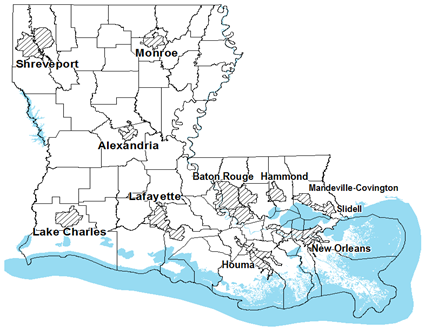 Monroe
Shreveport
Alexandria
Baton Rouge
Hammond
Mandeville-Covington
Lafayette
Slidell
Lake Charles
New Orleans
Houma